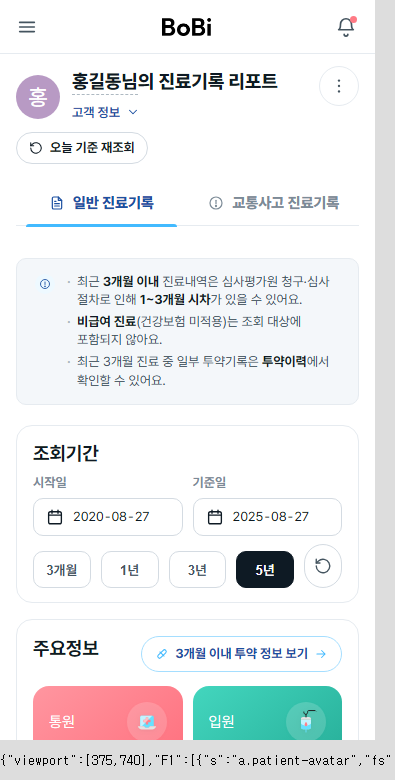 BoBi
홍
홍길동님의 진료기록 리포트
고객 정보
오늘 기준 재조회
일반 진료기록
교통사고 진료기록
· 최근 3개월 이내 진료내역은 심사평가원 청구·심사
절차로 인해 1~3개월 시차가 있을 수 있어요.
· 비급여 진료(건강보험 미적용)는 조회 대상에
포함되지 않아요.
· 최근 3개월 진료 중 일부 투약기록은 투약이력에서
확인할 수 있어요.
조회기간
시작일
기준일
2020-08-27
2025-08-27
3개월
1년
3년
5년
주요정보
3개월 이내 투약 정보 보기 →
통원
입원
{"viewport":[375,740],"F1":[{"s":"a.patient-avatar","fs"